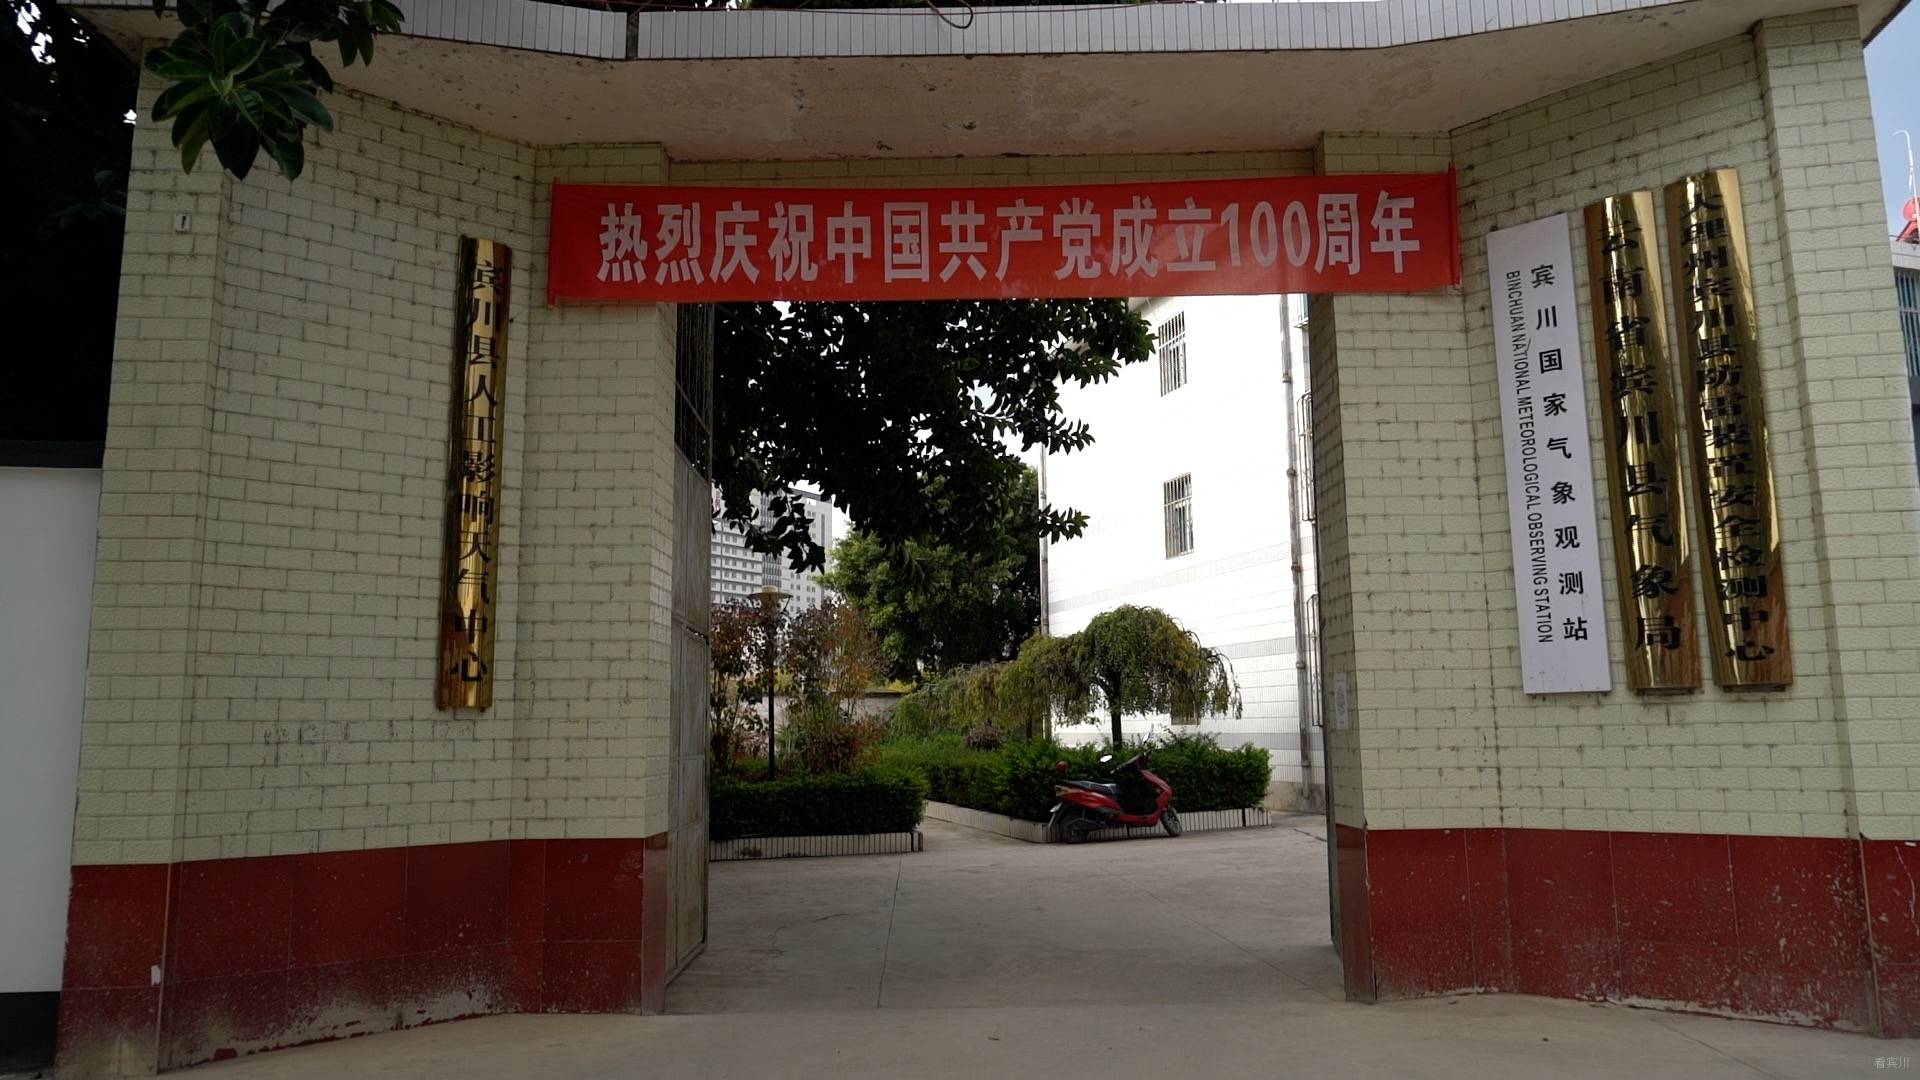 热烈庆祝中国共产党成立100周年
宾川县人工影响天气中心
宾川国家气象观测站
BINCHUAN NATIONAL METEOROLOGICAL OBSERVING STATION
云南省宾川县气象局
大理州宾川县防雷装置安全检测中心
看宾川